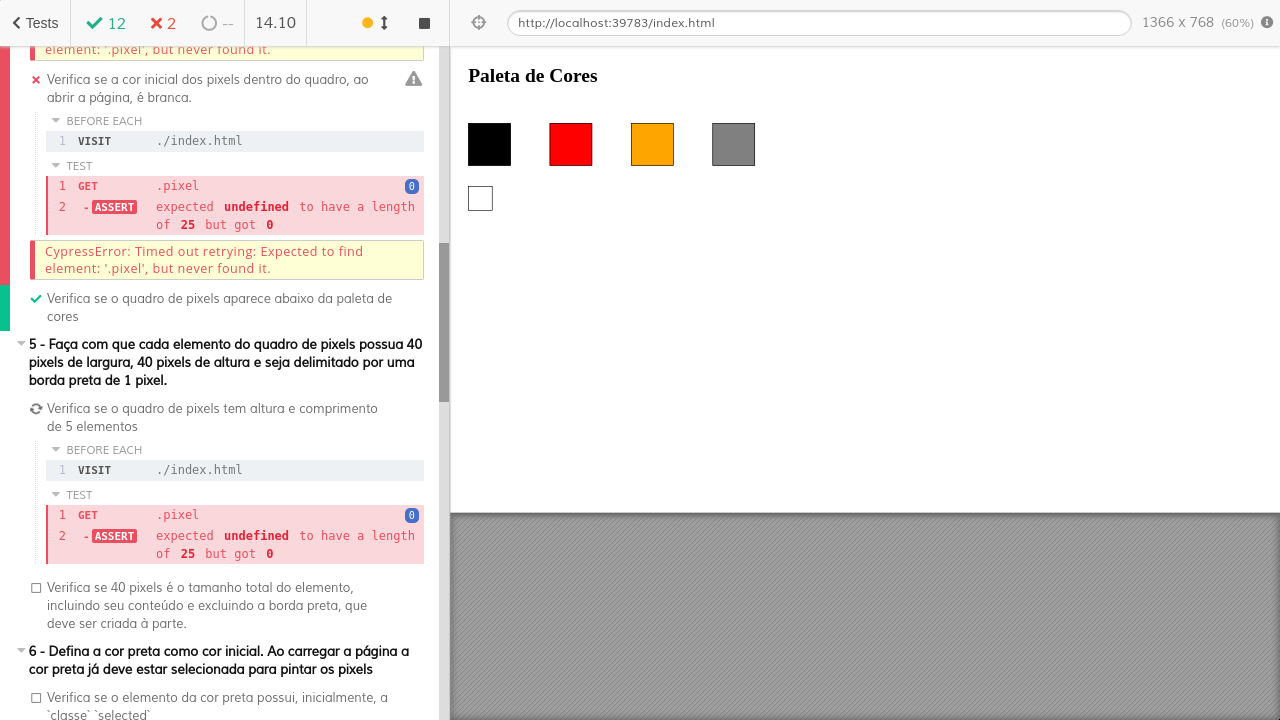 Tests
12
2
--
14.10
http://localhost:39783/index.html
1366 x 768 (60%)
element: '.pixel', but never found it.
Verifica se a cor inicial dos pixels dentro do quadro, ao
abrir a página, é branca.
BEFORE EACH
1 VISIT ./index.html
TEST
1 GET .pixel 0
2 -ASSERT expected undefined to have a length
of 25 but got 0
CypressError: Timed out retrying: Expected to find
element: '.pixel', but never found it.
Verifica se o quadro de pixels aparece abaixo da paleta de
cores
5 - Faça com que cada elemento do quadro de pixels possua 40
pixels de largura, 40 pixels de altura e seja delimitado por uma
borda preta de 1 pixel.
Verifica se o quadro de pixels tem altura e comprimento
de 5 elementos
BEFORE EACH
1 VISIT ./index.html
TEST
1 GET .pixel 0
2 -ASSERT expected undefined to have a length
of 25 but got 0
Verifica se 40 pixels é o tamanho total do elemento,
incluindo seu conteúdo e excluindo a borda preta, que
deve ser criada à parte.
6 - Defina a cor preta como cor inicial. Ao carregar a página a
cor preta já deve estar selecionada para pintar os pixels
Verifica se o elemento da cor preta possui, inicialmente, a
`classe` `selected`
Paleta de Cores